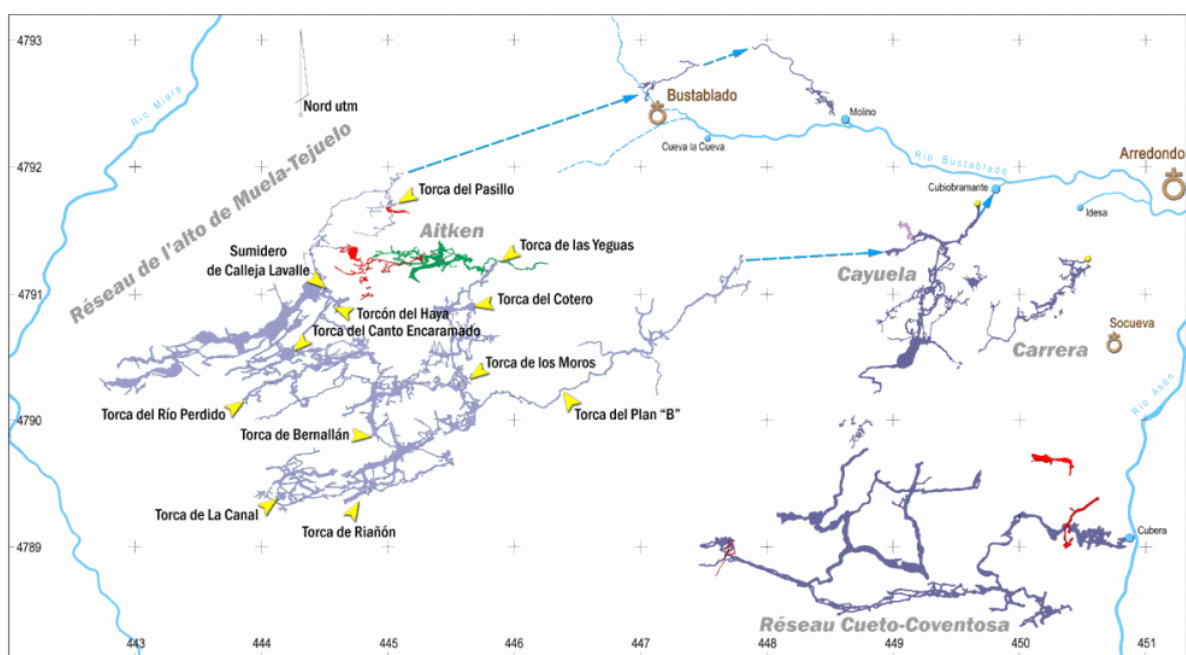 4793
4792
4791
4790
4789
443
444
445
446
447
448
449
450
451
Río Miera
Nord utm
Réseau de l'alto de Muela-Tejuelo
Bustablado
Molino
Cueva la Cueva
Río Bustablado
Arredondo
Cubiobramante
Idesa
Torca del Pasillo
Aitken
Torca de las Yeguas
Sumidero
de Calleja Lavalle
Torca del Cotero
Cayuela
Torcón del Haya
Torca del Canto Encaramado
Socueva
Carrera
Torca de los Moros
Torca del Río Perdido
Torca del Plan "B"
Río Asón
Torca de Bernallán
Torca de La Canal
Torca de Riañón
Cubera
Réseau Cueto-Coventosa